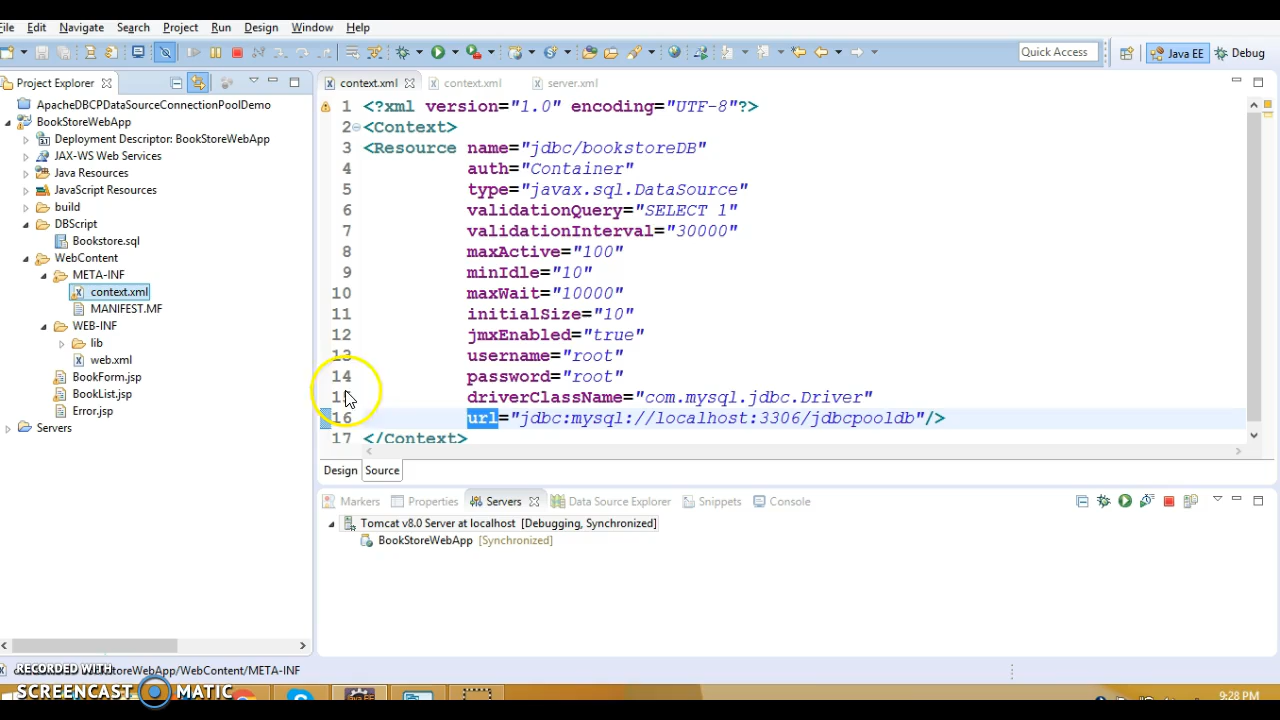 File Edit Navigate Search Project Run Design Window Help
Quick Access Java EE Debug
Project Explorer
context.xml context.xml server.xml
ApacheDBCPDataSourceConnectionPoolDemo
BookStoreWebApp
Deployment Descriptor: BookStoreWebApp
JAX-WS Web Services
Java Resources
JavaScript Resources
build
DBScript
Bookstore.sql
WebContent
META-INF
context.xml
MANIFEST.MF
WEB-INF
lib
web.xml
BookForm.jsp
BookList.jsp
Error.jsp
Servers
1 <?xml version="1.0" encoding="UTF-8"?>
2 <Context>
3 <Resource name="jdbc/bookstoreDB"
4 auth="Container"
5 type="javax.sql.DataSource"
6 validationQuery="SELECT 1"
7 validationInterval="30000"
8 maxActive="100"
9 minIdle="10"
10 maxWait="10000"
11 initialSize="10"
12 jmxEnabled="true"
13 username="root"
14 password="root"
15 driverClassName="com.mysql.jdbc.Driver"
16 url="jdbc:mysql://localhost:3306/jdbcpooldb"/>
17 </Context>
Design Source
Markers Properties Servers Data Source Explorer Snippets Console
Tomcat v8.0 Server at localhost [Debugging, Synchronized]
BookStoreWebApp [Synchronized]
toreWebApp/WebContent/META-INF
RECORDED WITH
SCREENCAST MATIC
9:28 PM